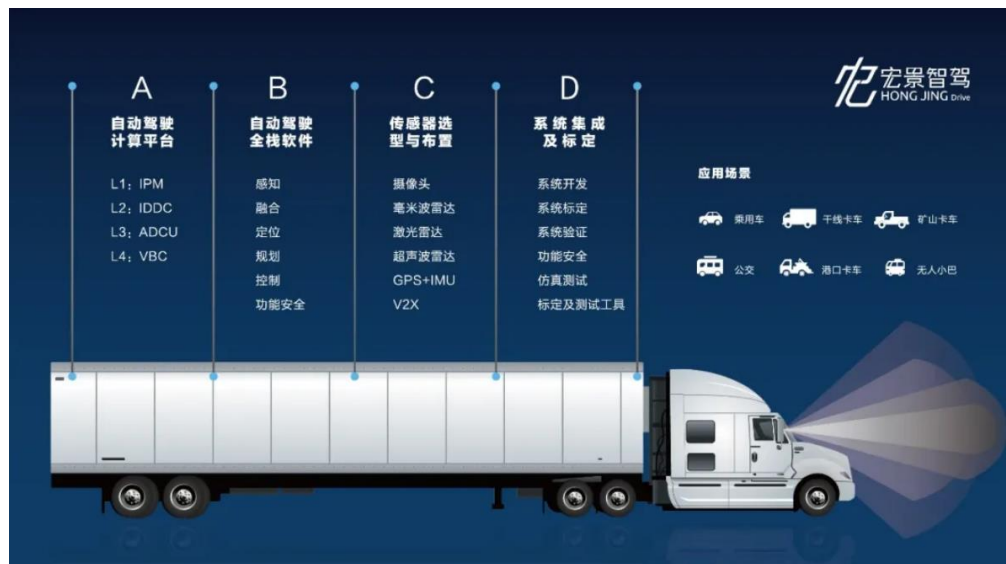 宏景智驾
HONG JING Drive
A
自动驾驶
计算平台
L1：IPM
L2：IDDC
L3：ADCU
L4：VBC
B
自动驾驶
全栈软件
感知
融合
定位
规划
控制
功能安全
C
传感器选
型与布置
摄像头
毫米波雷达
激光雷达
超声波雷达
GPS+IMU
V2X
D
系统集成
及标定
系统开发
系统标定
系统验证
功能安全
仿真测试
标定及测试工具
应用场景
乘用车
干线卡车
矿山卡车
公交
港口卡车
无人小巴